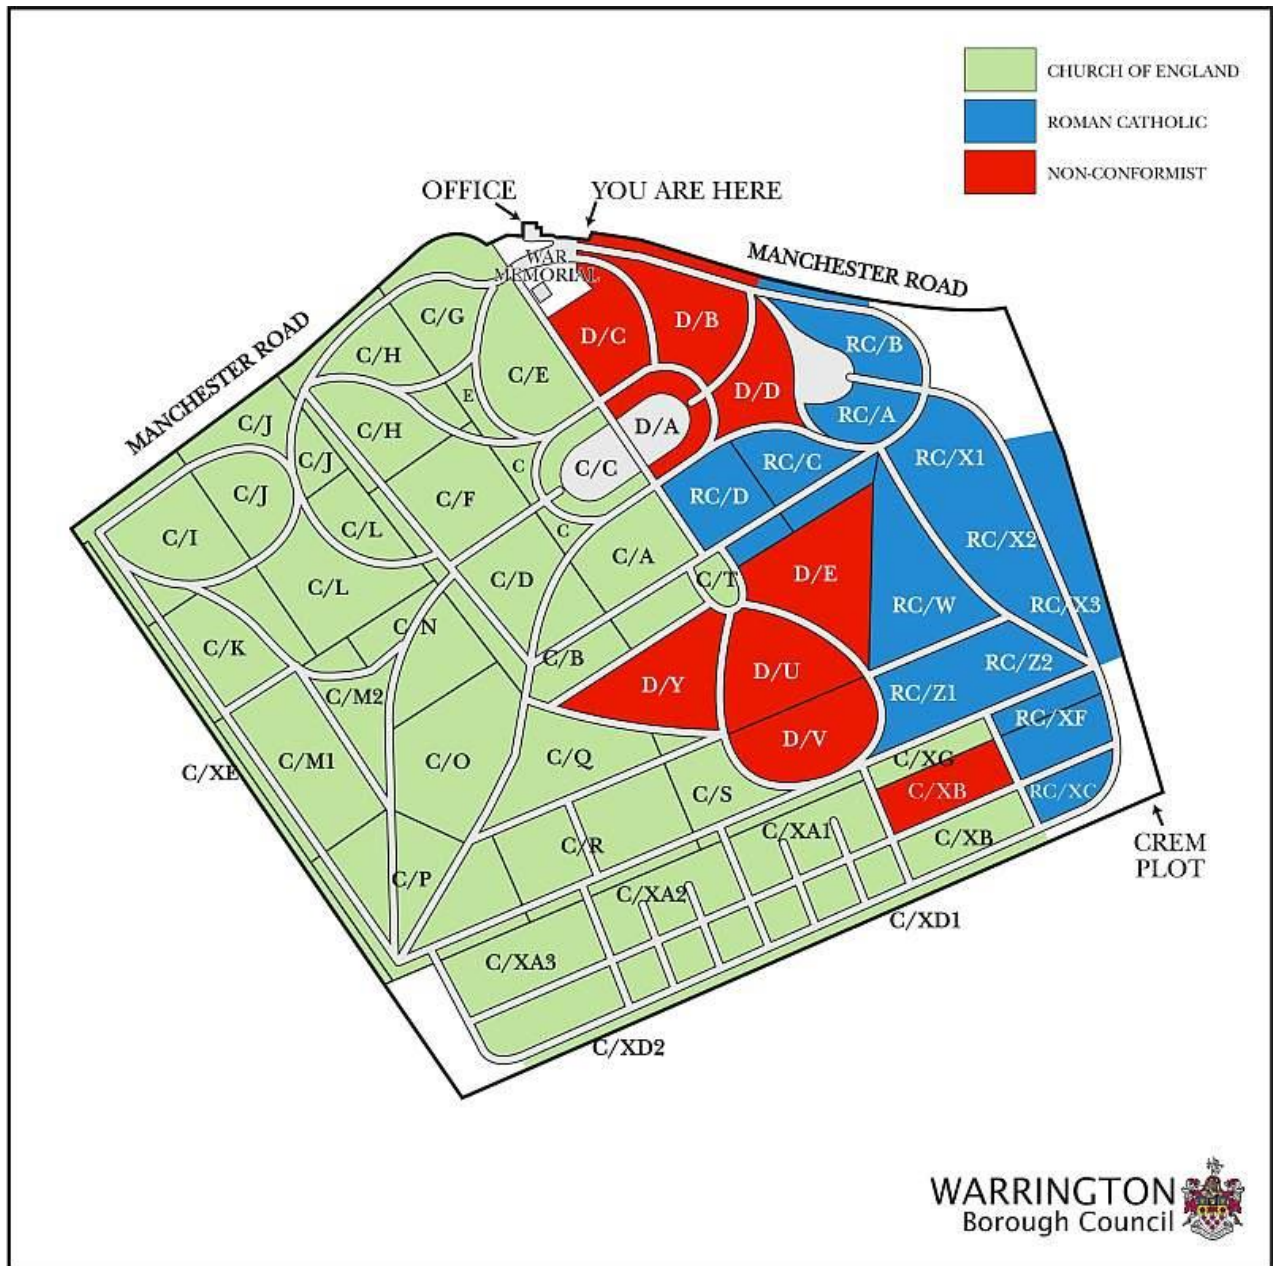 CHURCH OF ENGLAND
ROMAN CATHOLIC
NON-CONFORMIST
OFFICE
YOU ARE HERE
WAR
MEMORIAL
MANCHESTER ROAD
MANCHESTER ROAD
C/G
D/C
D/B
RC/B
C/H
C/E
D/D
E
RC/A
C/J
C/H
D/A
C/J
C
C/C
RC/C
RC/X1
C/J
C/F
RC/D
C/I
C/L
C
RC/X2
C/A
C/L
C/D
C/T
D/E
RC/W
RC/X3
C/N
C/K
C/B
RC/Z2
C/M2
D/Y
D/U
RC/Z1
RC/XF
C/XE
C/M1
C/O
C/Q
D/V
C/XG
C/S
C/XB
RC/XC
C/R
C/XA1
C/XB
CREM
PLOT
C/P
C/XA2
C/XD1
C/XA3
C/XD2
WARRINGTON
Borough Council